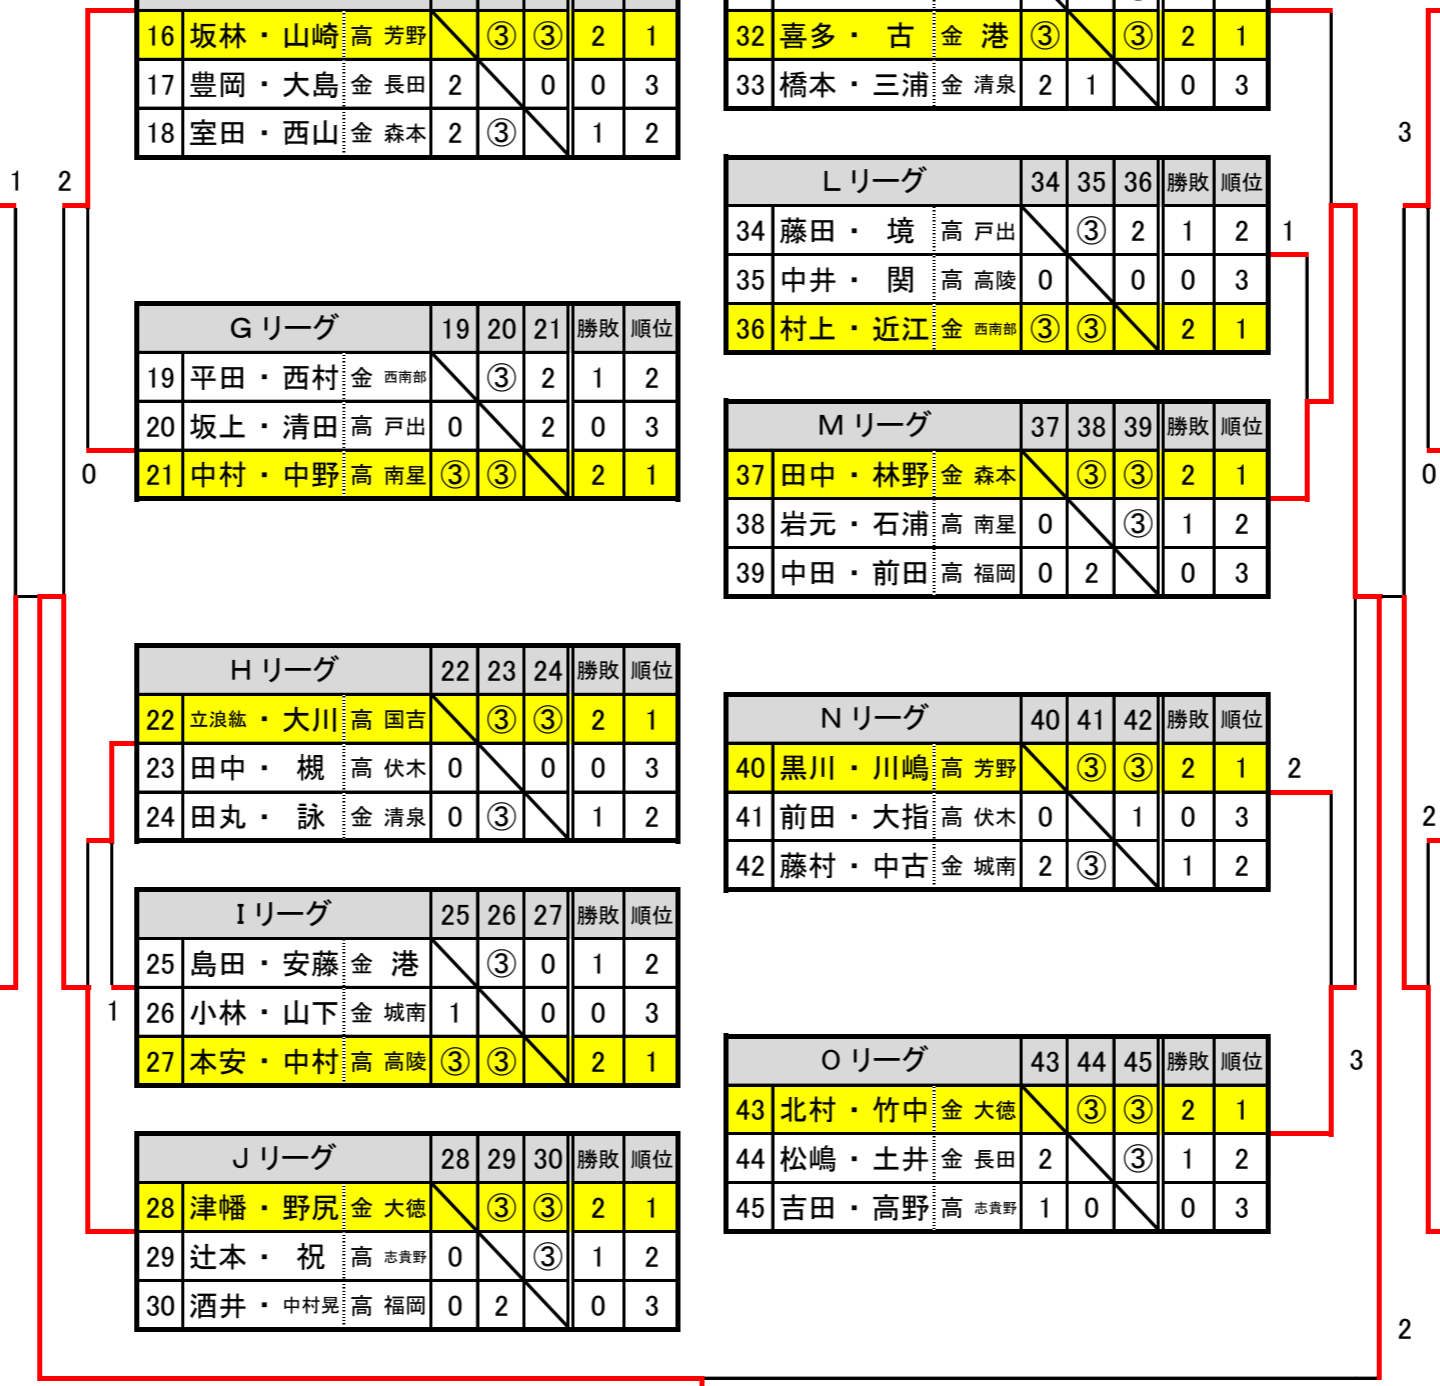 16 坂林・山崎 高 芳野 ③ ③ 2 1
17 豊岡・大島 金 長田 2 0 0 3
18 室田・西山 金 森本 2 ③ 1 2
1 2
G リーグ 19 20 21 勝敗 順位
19 平田・西村 金 西南部 ③ 2 1 2
20 坂上・清田 高 戸出 0 2 0 3
21 中村・中野 高 南星 ③ ③ 2 1
0
H リーグ 22 23 24 勝敗 順位
22 立浪紘・大川 高 国吉 ③ ③ 2 1
23 田中・槻 高 伏木 0 0 0 3
24 田丸・詠 金 清泉 0 ③ 1 2
I リーグ 25 26 27 勝敗 順位
25 島田・安藤 金 港 ③ 0 1 2
26 小林・山下 金 城南 1 0 0 3
27 本安・中村 高 高陵 ③ ③ 2 1
1
J リーグ 28 29 30 勝敗 順位
28 津幡・野尻 金 大徳 ③ ③ 2 1
29 辻本・祝 高 志貴野 0 ③ 1 2
30 酒井・中村晃 高 福岡 0 2 0 3
32 喜多・古 金 港 ③ ③ 2 1
33 橋本・三浦 金 清泉 2 1 0 3
3
L リーグ 34 35 36 勝敗 順位
34 藤田・境 高 戸出 ③ 2 1 2
1
35 中井・関 高 高陵 0 0 0 3
36 村上・近江 金 西南部 ③ ③ 2 1
M リーグ 37 38 39 勝敗 順位
37 田中・林野 金 森本 ③ ③ 2 1
0
38 岩元・石浦 高 南星 0 ③ 1 2
39 中田・前田 高 福岡 0 2 0 3
N リーグ 40 41 42 勝敗 順位
40 黒川・川嶋 高 芳野 ③ ③ 2 1
2
41 前田・大指 高 伏木 0 1 0 3
2
42 藤村・中古 金 城南 2 ③ 1 2
O リーグ 43 44 45 勝敗 順位
3
43 北村・竹中 金 大徳 ③ ③ 2 1
44 松嶋・土井 金 長田 2 ③ 1 2
45 吉田・高野 高 志貴野 1 0 0 3
2